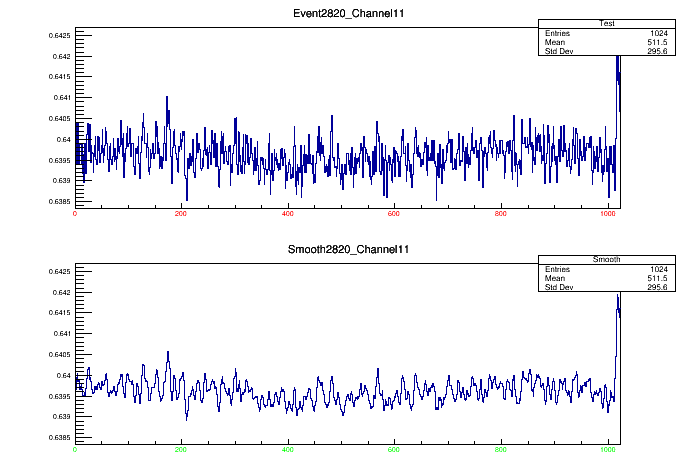 Event2820_Channel11
Test
Entries 1024
Mean 511.5
Std Dev 295.6
0.6425
0.642
0.6415
0.641
0.6405
0.64
0.6395
0.639
0.6385
0 200 400 600 800 1000
Smooth2820_Channel11
Smooth
Entries 1024
Mean 511.5
Std Dev 295.6
0.6425
0.642
0.6415
0.641
0.6405
0.64
0.6395
0.639
0.6385
0 200 400 600 800 1000